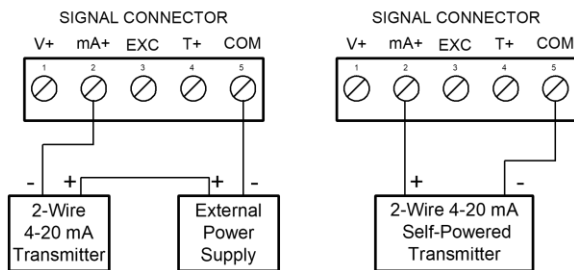 SIGNAL CONNECTOR
V+ mA+ EXC T+ COM
1 2 3 4 5
- + + -
2-Wire
4-20 mA
Transmitter
External
Power
Supply
SIGNAL CONNECTOR
V+ mA+ EXC T+ COM
1 2 3 4 5
+ -
2-Wire 4-20 mA
Self-Powered
Transmitter